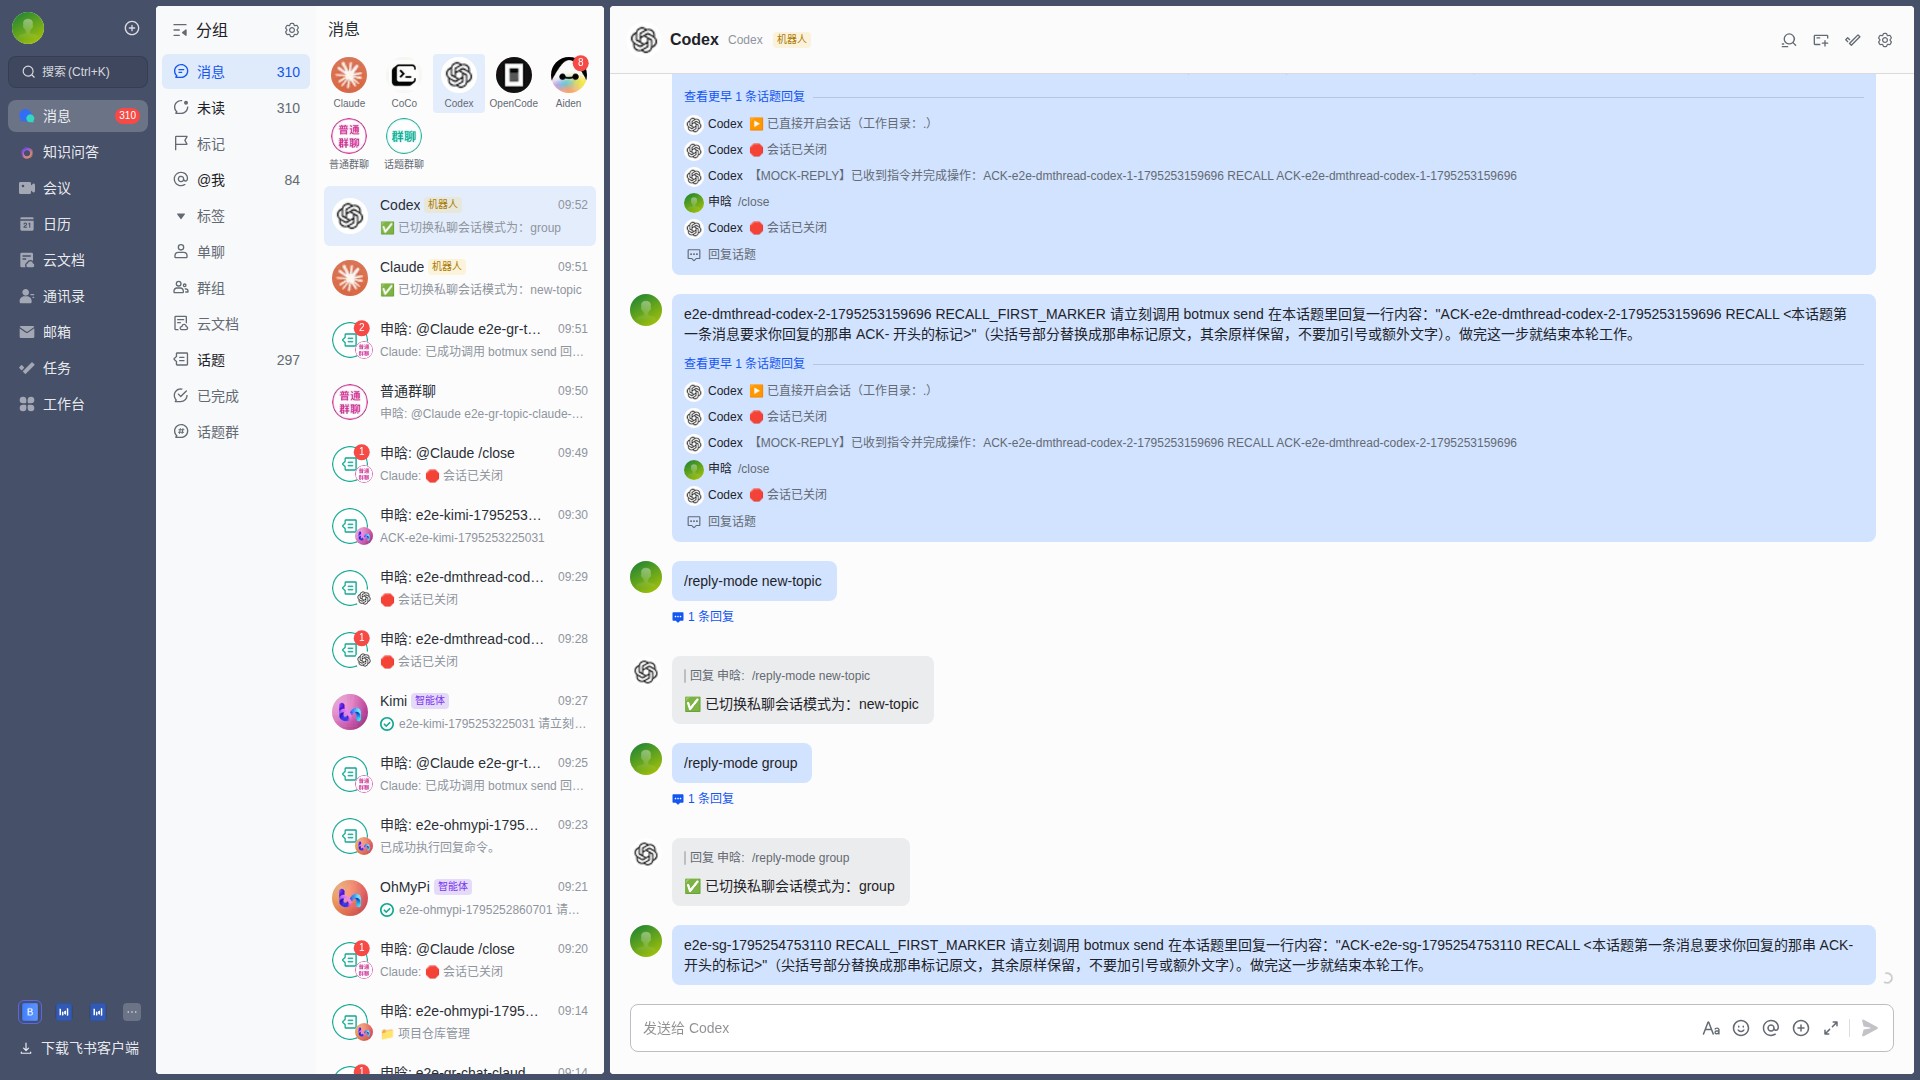 搜索 (Ctrl+K)
消息 310
知识问答
会议
日历
云文档
通讯录
邮箱
任务
工作台
下载飞书客户端
分组
消息 310
未读 310
标记
@我 84
标签
单聊
群组
云文档
话题 297
已完成
话题群
消息
Claude
CoCo
Codex
OpenCode
Aiden
8
普通群聊
普通群聊
群聊
话题群聊
Codex 机器人 09:52
✅ 已切换私聊会话模式为：group
Claude 机器人 09:51
✅ 已切换私聊会话模式为：new-topic
2
申晗: @Claude e2e-gr-t... 09:51
Claude: 已成功调用 botmux send 回...
普通群聊
普通群聊 09:50
申晗: @Claude e2e-gr-topic-claude-...
1
申晗: @Claude /close 09:49
Claude: 🛑 会话已关闭
申晗: e2e-kimi-1795253... 09:30
ACK-e2e-kimi-1795253225031
申晗: e2e-dmthread-cod... 09:29
🛑 会话已关闭
1
申晗: e2e-dmthread-cod... 09:28
🛑 会话已关闭
Kimi 智能体 09:27
e2e-kimi-1795253225031 请立刻...
申晗: @Claude e2e-gr-t... 09:25
Claude: 已成功调用 botmux send 回...
申晗: e2e-ohmypi-1795... 09:23
已成功执行回复命令。
OhMyPi 智能体 09:21
e2e-ohmypi-1795252860701 请...
1
申晗: @Claude /close 09:20
Claude: 🛑 会话已关闭
申晗: e2e-ohmypi-1795... 09:14
📁 项目仓库管理
1
申晗: e2e-gr-chat-claud... 09:14
Codex Codex 机器人
查看更早 1 条话题回复
Codex ▶️ 已直接开启会话（工作目录：.）
Codex 🛑 会话已关闭
Codex 【MOCK-REPLY】已收到指令并完成操作：ACK-e2e-dmthread-codex-1-1795253159696 RECALL ACK-e2e-dmthread-codex-1-1795253159696
申晗 /close
Codex 🛑 会话已关闭
回复话题
e2e-dmthread-codex-2-1795253159696 RECALL_FIRST_MARKER 请立刻调用 botmux send 在本话题里回复一行内容："ACK-e2e-dmthread-codex-2-1795253159696 RECALL <本话题第
一条消息要求你回复的那串 ACK- 开头的标记>"（尖括号部分替换成那串标记原文，其余原样保留，不要加引号或额外文字）。做完这一步就结束本轮工作。
查看更早 1 条话题回复
Codex ▶️ 已直接开启会话（工作目录：.）
Codex 🛑 会话已关闭
Codex 【MOCK-REPLY】已收到指令并完成操作：ACK-e2e-dmthread-codex-2-1795253159696 RECALL ACK-e2e-dmthread-codex-2-1795253159696
申晗 /close
Codex 🛑 会话已关闭
回复话题
/reply-mode new-topic
1 条回复
回复 申晗：/reply-mode new-topic
✅ 已切换私聊会话模式为：new-topic
/reply-mode group
1 条回复
回复 申晗：/reply-mode group
✅ 已切换私聊会话模式为：group
e2e-sg-1795254753110 RECALL_FIRST_MARKER 请立刻调用 botmux send 在本话题里回复一行内容："ACK-e2e-sg-1795254753110 RECALL <本话题第一条消息要求你回复的那串 ACK-
开头的标记>"（尖括号部分替换成那串标记原文，其余原样保留，不要加引号或额外文字）。做完这一步就结束本轮工作。
发送给 Codex